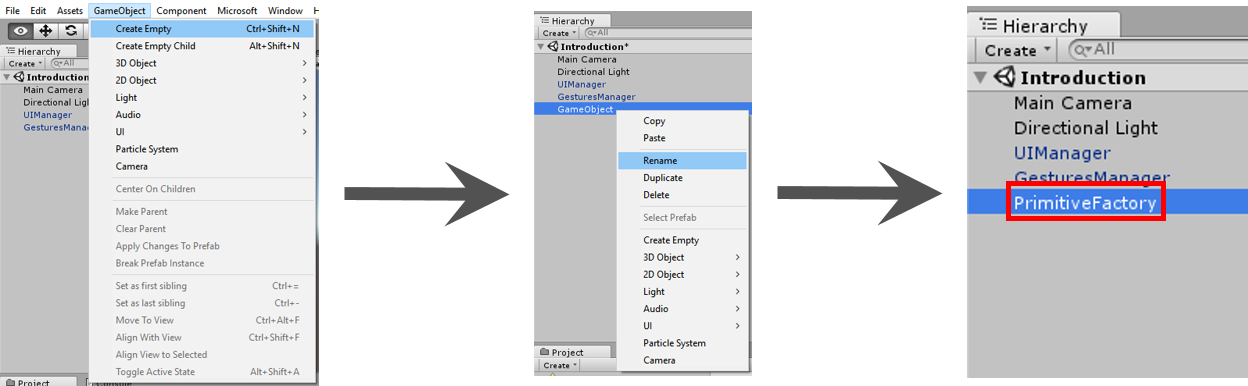 File Edit Assets GameObject Component Microsoft Window H
Hierarchy
Create All
Introduction
Main Camera
Directional Ligh
UIManager
GesturesMana
Create Empty Ctrl+Shift+N
Create Empty Child Alt+Shift+N
3D Object
2D Object
Light
Audio
UI
Particle System
Camera
Center On Children
Make Parent
Clear Parent
Apply Changes To Prefab
Break Prefab Instance
Set as first sibling Ctrl+=
Set as last sibling Ctrl+-
Move To View Ctrl+Alt+F
Align With View Ctrl+Shift+F
Align View to Selected
Toggle Active State Alt+Shift+A
Project Console
Hierarchy
Create All
Introduction*
Main Camera
Directional Light
UIManager
GesturesManager
GameObject
Copy
Paste
Rename
Duplicate
Delete
Select Prefab
Create Empty
3D Object
2D Object
Light
Audio
UI
Particle System
Camera
Project
Create
Hierarchy
Create All
Introduction
Main Camera
Directional Light
UIManager
GesturesManager
PrimitiveFactory